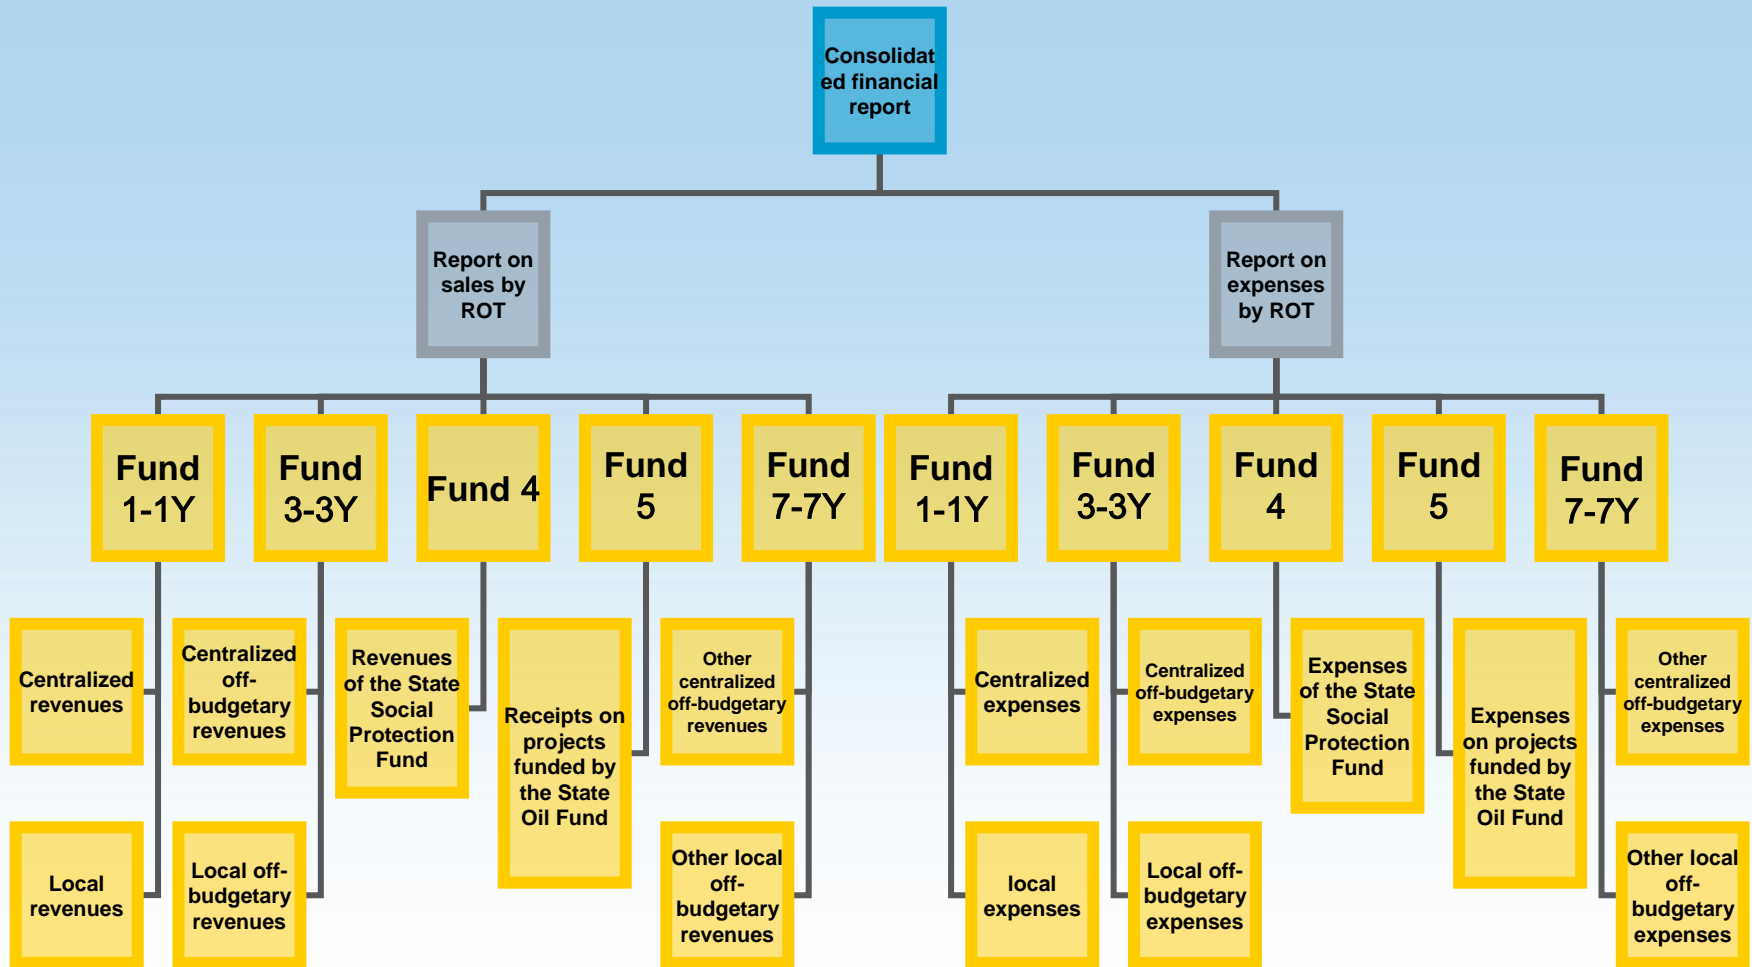 Consolidat
ed financial
report
Report on
sales by
ROT
Report on
expenses
by ROT
Fund
1-1Y
Fund
3-3Y
Fund 4
Fund
5
Fund
7-7Y
Fund
1-1Y
Fund
3-3Y
Fund
4
Fund
5
Fund
7-7Y
Centralized
revenues
Centralized
off-
budgetary
revenues
Revenues
of the State
Social
Protection
Fund
Receipts on
projects
funded by
the State
Oil Fund
Other
centralized
off-budgetary
revenues
Centralized
expenses
Centralized
off-budgetary
expenses
Expenses
of the State
Social
Protection
Fund
Expenses
on projects
funded by
the State
Oil Fund
Other
centralized
off-budgetary
expenses
Local
revenues
Local off-
budgetary
revenues
Other local
off-
budgetary
revenues
local
expenses
Local off-
budgetary
expenses
Other local
off-
budgetary
expenses